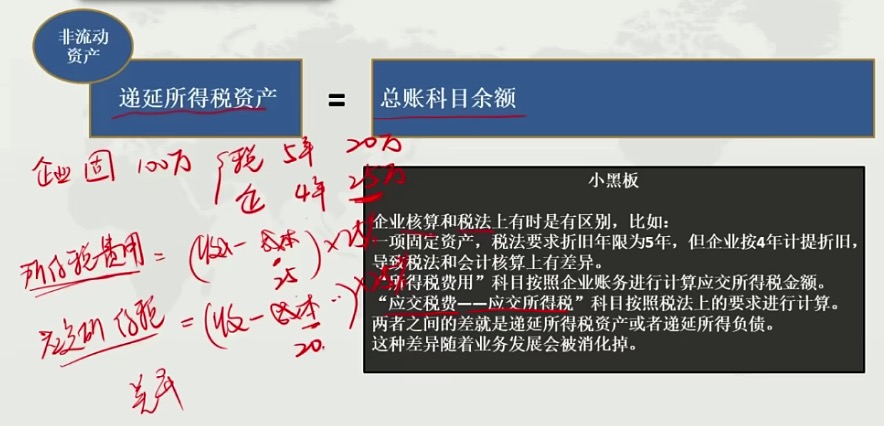 非流动
资产
递延所得税资产
=
总账科目余额
企业固 100万
税 5年 20万
企 4年 25万
所得税费用 = (收入- 成本)×25%
25
应交所得税 = (收-成本
20.
小黑板
企业核算和税法上有时是有区别，比如：
一项固定资产，税法要求折旧年限为5年，但企业按4年计提折旧，
导致税法和会计核算上有差异。
“所得税费用”科目按照企业账务进行计算应交所得税金额。
“应交税费——应交所得税”科目按照税法上的要求进行计算。
两者之间的差就是递延所得税资产或者递延所得负债。
这种差异随着业务发展会被消化掉。